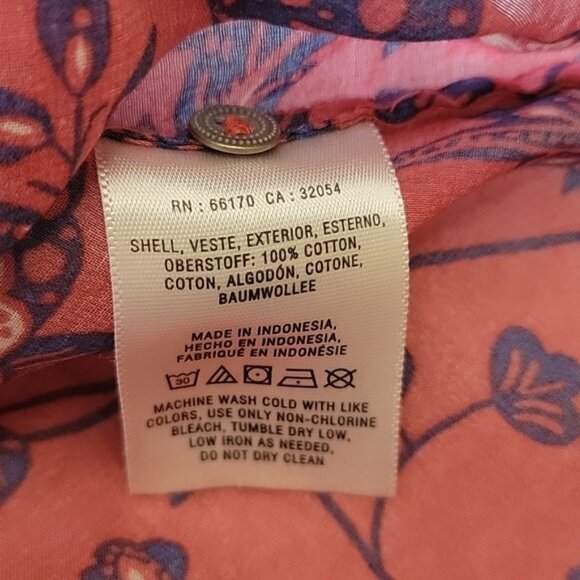 RN : 66170 CA : 32054
SHELL, VESTE, EXTERIOR, ESTERNO,
OBERSTOFF: 100% COTTON,
COTON, ALGODÓN, COTONE,
BAUMWOLLEE
MADE IN INDONESIA,
HECHO EN INDONESIA,
FABRIQUÉ EN INDONÉSIE
30
MACHINE WASH COLD WITH LIKE
COLORS, USE ONLY NON-CHLORINE
BLEACH, TUMBLE DRY LOW,
LOW IRON AS NEEDED,
DO NOT DRY CLEAN